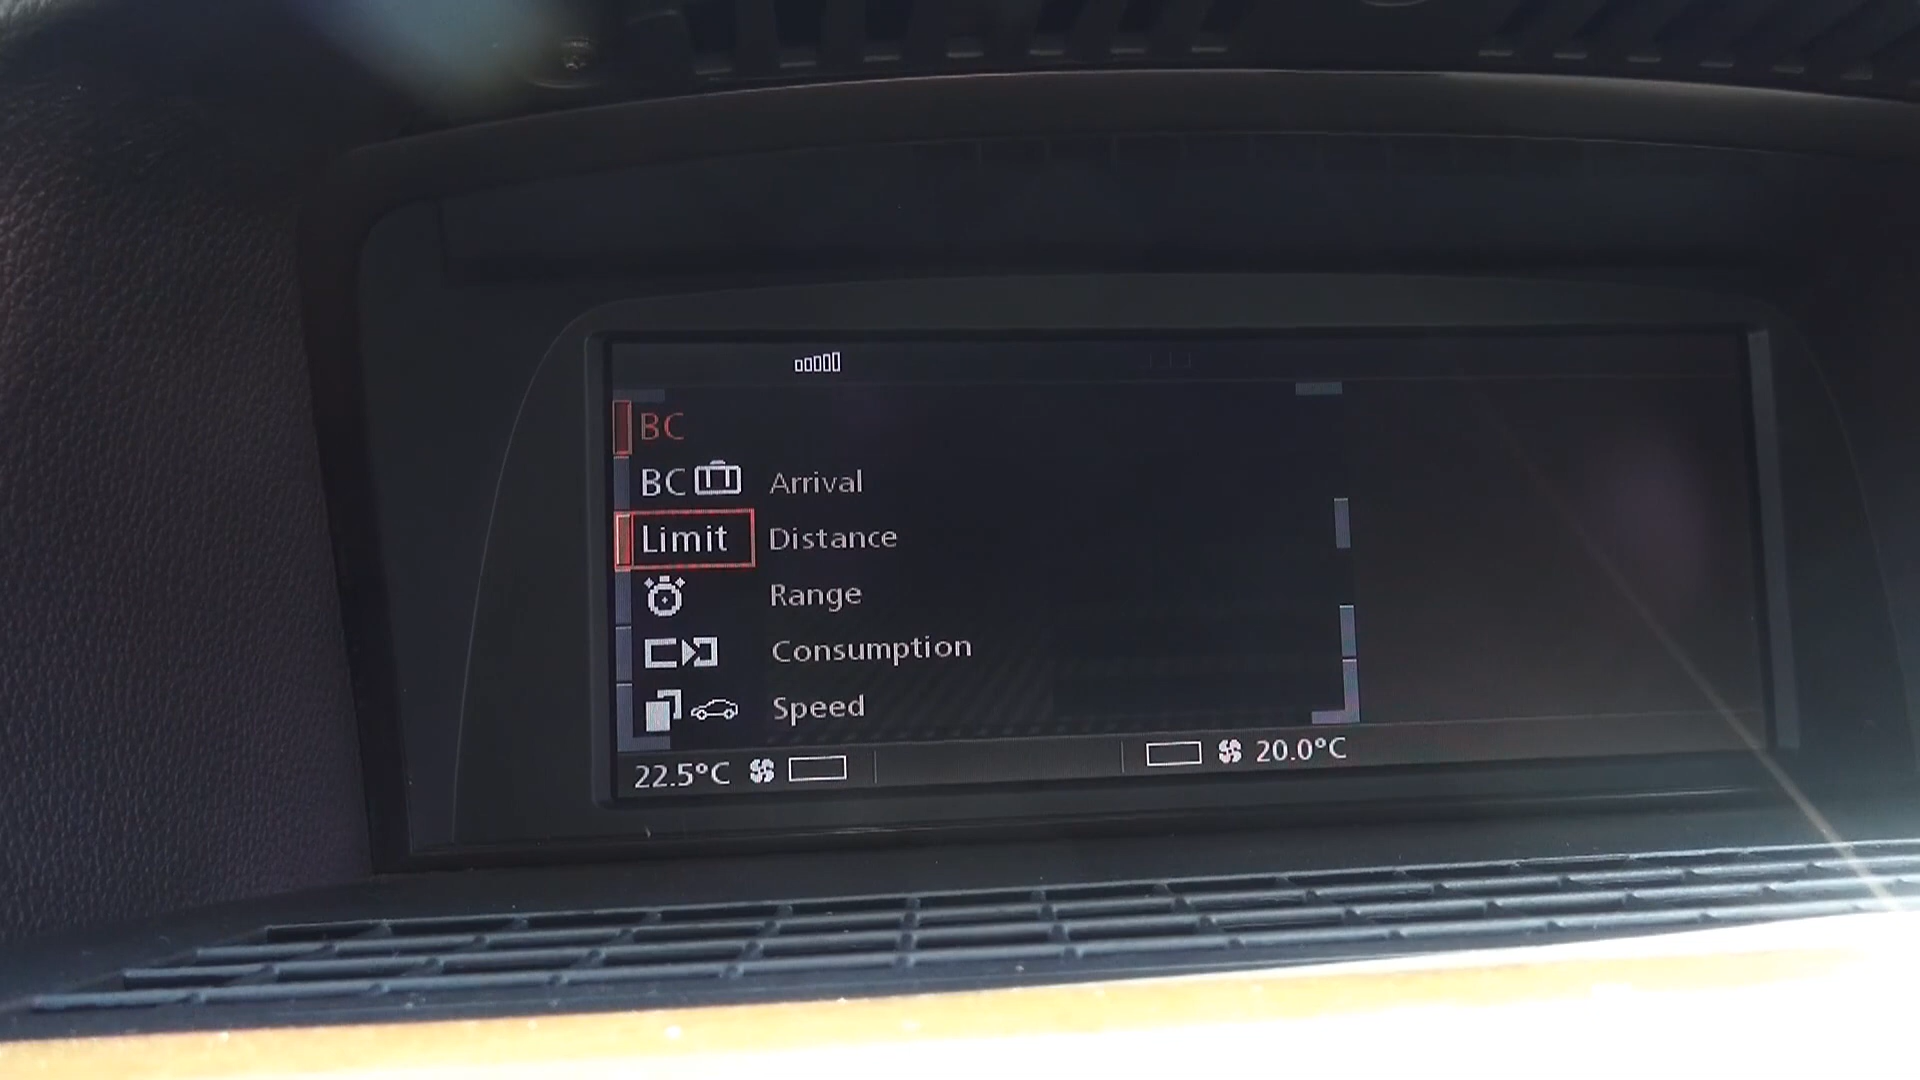 BC
BC Arrival
Limit Distance
Range
Consumption
Speed
22.5°C 20.0°C